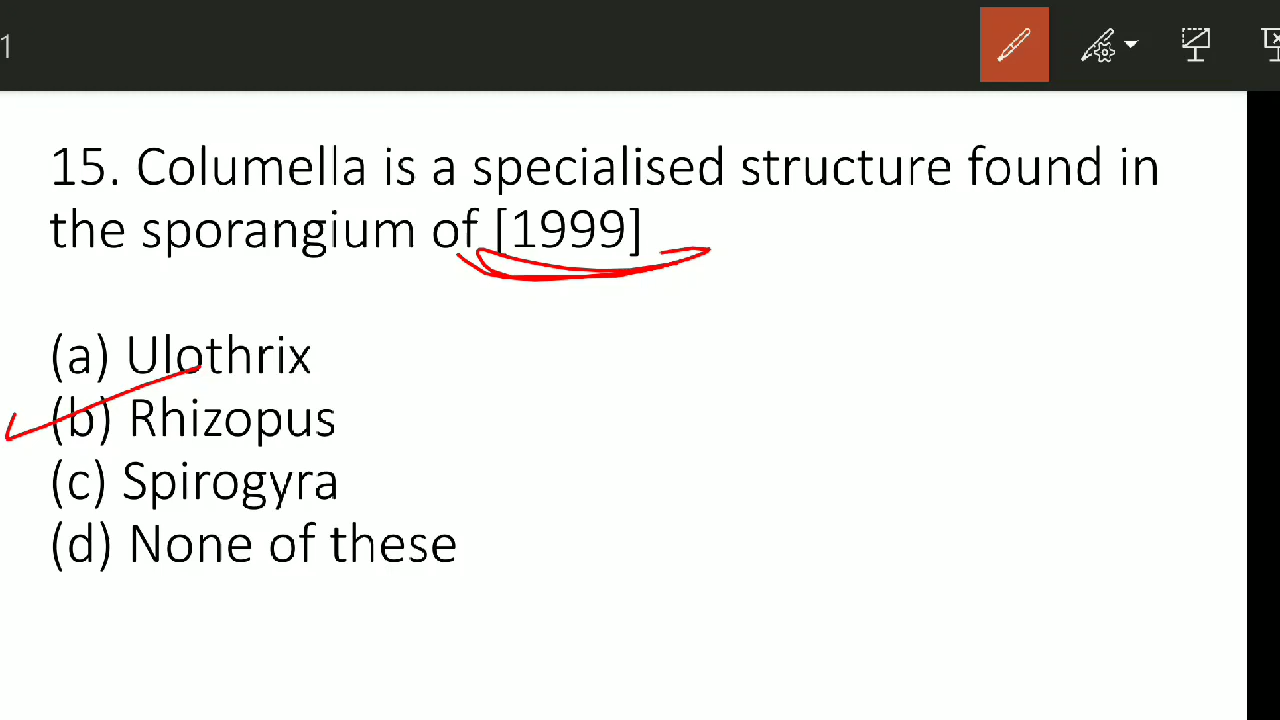 1
15. Columella is a specialised structure found in
the sporangium of [1999]
(a) Ulothrix
(b) Rhizopus
(c) Spirogyra
(d) None of these